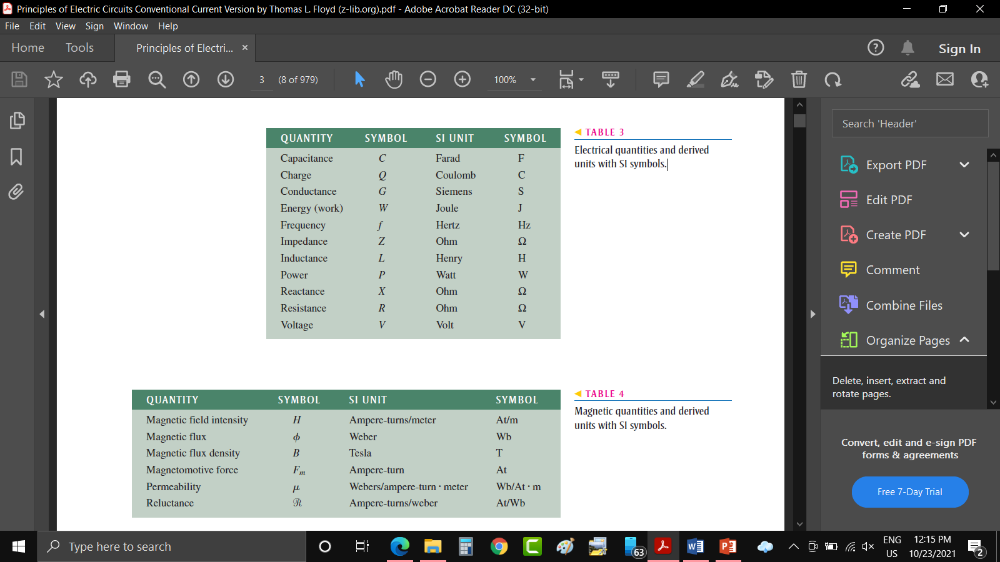 Principles of Electric Circuits Conventional Current Version by Thomas L. Floyd (z-lib.org).pdf - Adobe Acrobat Reader DC (32-bit)
File Edit View Sign Window Help
Home Tools Principles of Electri... × ? Sign In
3 (8 of 979) 100%
Search 'Header'
Export PDF
Edit PDF
Create PDF
Comment
Combine Files
Organize Pages
Delete, insert, extract and
rotate pages.
Convert, edit and e-sign PDF
forms & agreements
Free 7-Day Trial
QUANTITY SYMBOL SI UNIT SYMBOL
Capacitance C Farad F
Charge Q Coulomb C
Conductance G Siemens S
Energy (work) W Joule J
Frequency f Hertz Hz
Impedance Z Ohm Ω
Inductance L Henry H
Power P Watt W
Reactance X Ohm Ω
Resistance R Ohm Ω
Voltage V Volt V
TABLE 3
Electrical quantities and derived
units with SI symbols.
QUANTITY SYMBOL SI UNIT SYMBOL
Magnetic field intensity H Ampere-turns/meter At/m
Magnetic flux ϕ Weber Wb
Magnetic flux density B Tesla T
Magnetomotive force Fm Ampere-turn At
Permeability μ Webers/ampere-turn · meter Wb/At · m
Reluctance ℛ Ampere-turns/weber At/Wb
TABLE 4
Magnetic quantities and derived
units with SI symbols.
Type here to search
63
W
P
ENG
US
12:15 PM
10/23/2021
2